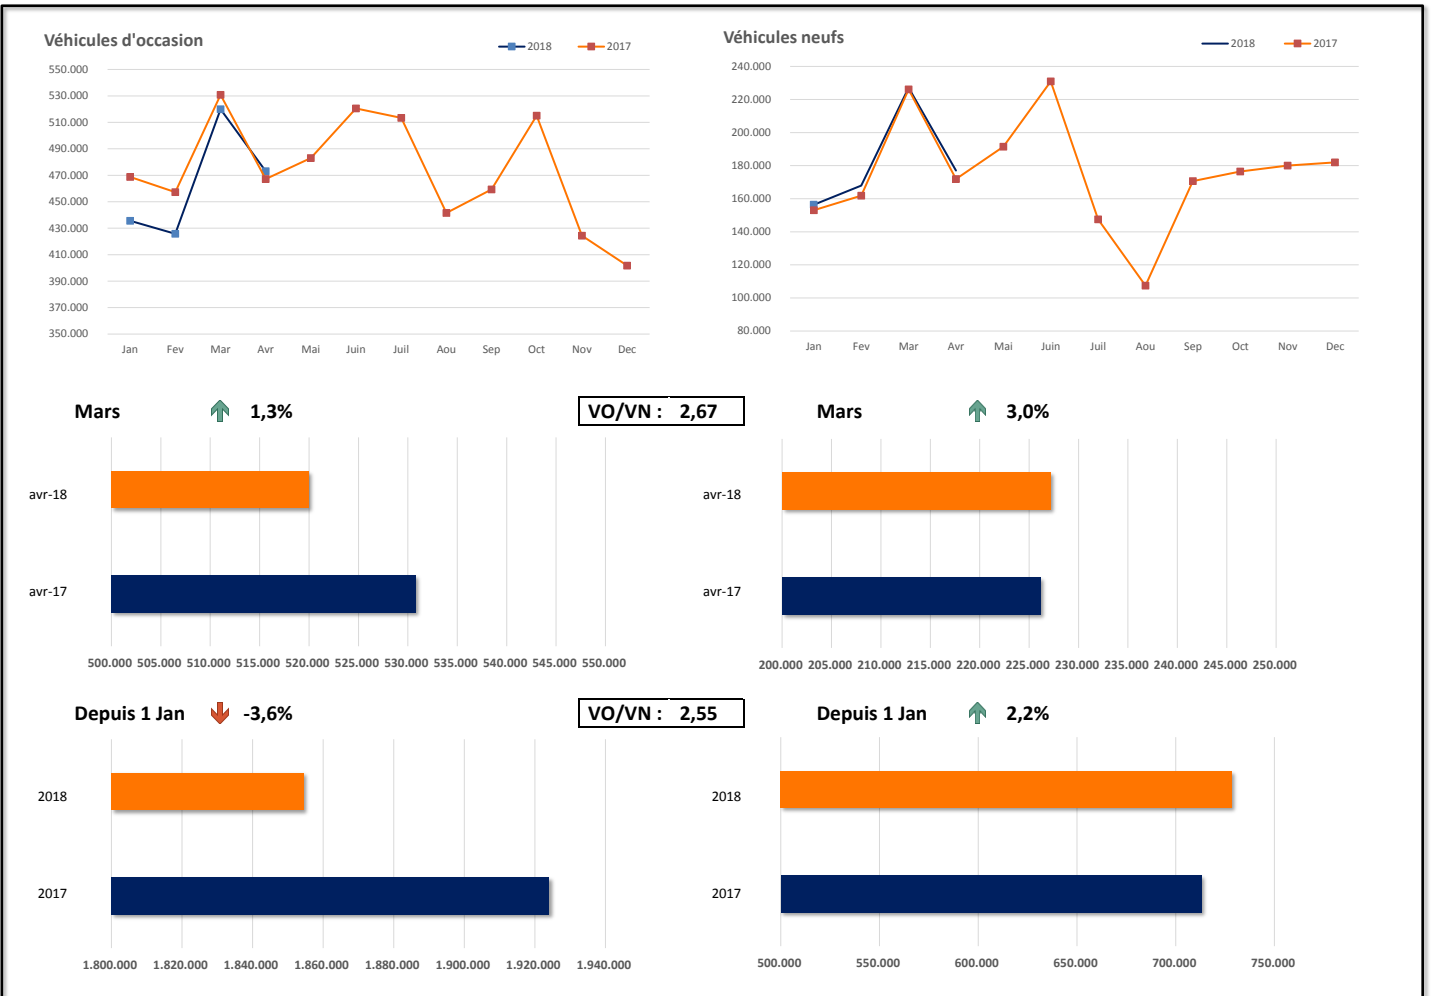 Véhicules d'occasion
2018 2017
550.000
530.000
510.000
490.000
470.000
450.000
430.000
410.000
390.000
370.000
350.000
Jan Fev Mar Avr Mai Juin Juil Aou Sep Oct Nov Dec
Véhicules neufs
2018 2017
240.000
220.000
200.000
180.000
160.000
140.000
120.000
100.000
80.000
Jan Fev Mar Avr Mai Juin Juil Aou Sep Oct Nov Dec
Mars 1,3%
VO/VN : 2,67
Mars 3,0%
avr-18
avr-17
500.000 505.000 510.000 515.000 520.000 525.000 530.000 535.000 540.000 545.000 550.000
avr-18
avr-17
200.000 205.000 210.000 215.000 220.000 225.000 230.000 235.000 240.000 245.000 250.000
Depuis 1 Jan -3,6%
VO/VN : 2,55
Depuis 1 Jan 2,2%
2018
2017
1.800.000 1.820.000 1.840.000 1.860.000 1.880.000 1.900.000 1.920.000 1.940.000
2018
2017
500.000 550.000 600.000 650.000 700.000 750.000